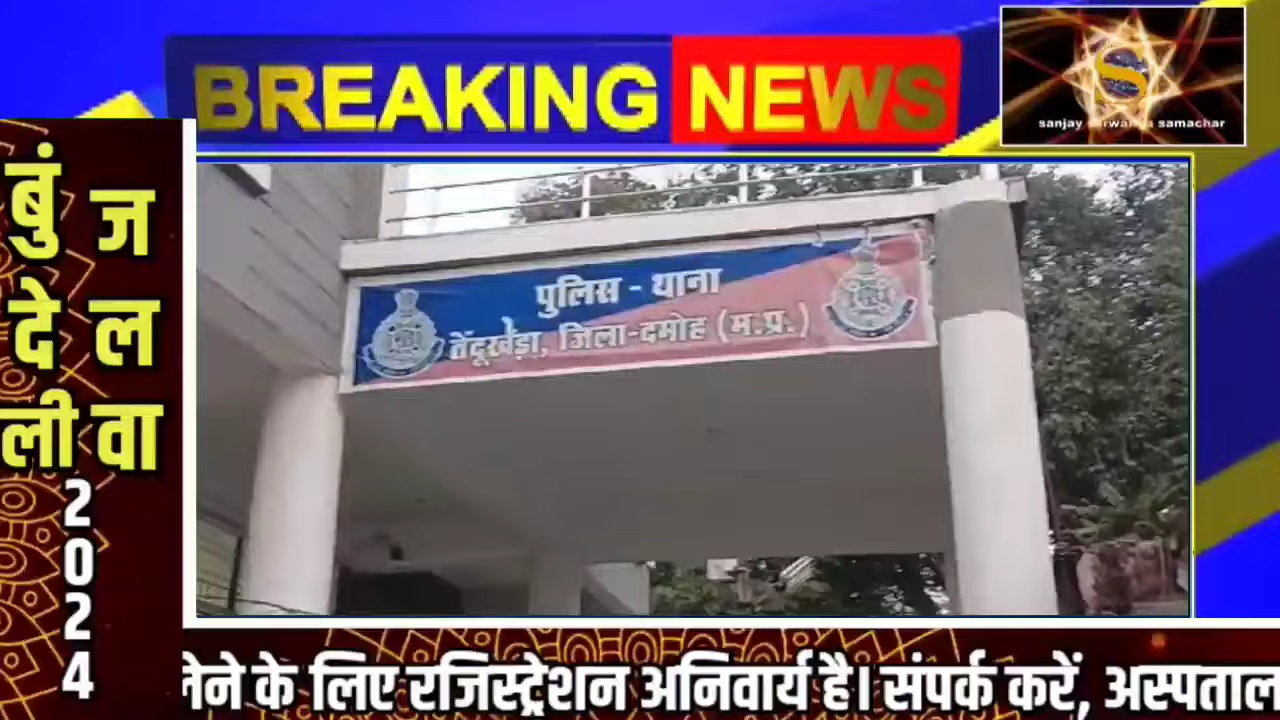 BREAKING NEWS
sanjay samachar
बुंदेली
जलवा
2024
पुलिस - थाना
तेंदूखेड़ा, जिला-दमोह (म.प्र.)
के लिए रजिस्ट्रेशन अनिवार्य है। संपर्क करें, अस्पताल